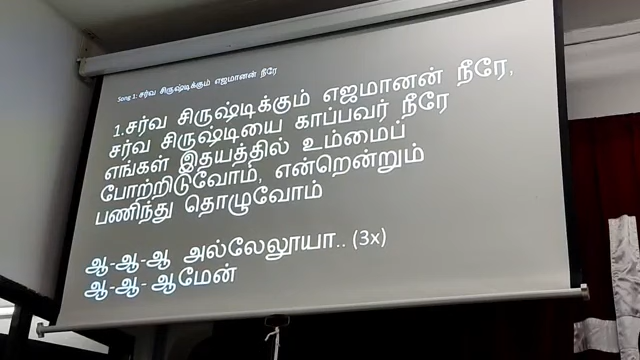 Song 1: சர்வ சிருஷ்டிக்கும் எஜமானன் நீரே
1.சர்வ சிருஷ்டிக்கும் எஜமானன் நீரே,
சர்வ சிருஷ்டியை காப்பவர் நீரே
எங்கள் இதயத்தில் உம்மைப்
போற்றிடுவோம், என்றென்றும்
பணிந்து தொழுவோம்
ஆ-ஆ-ஆ அல்லேலூயா.. (3x)
ஆ-ஆ- ஆமேன்